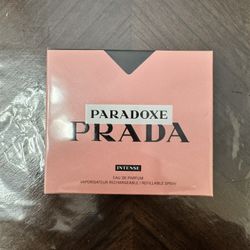 PARADOXE
PRADA
INTENSE
EAU DE PARFUM
VAPORISATEUR RECHARGEABLE / REFILLABLE SPRAY